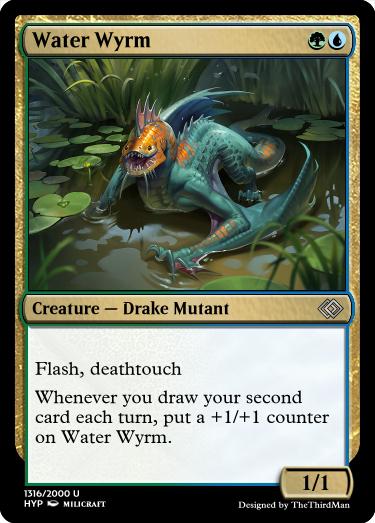 Water Wyrm
Creature — Drake Mutant
Flash, deathtouch
Whenever you draw your second
card each turn, put a +1/+1 counter
on Water Wyrm.
1/1
1316/2000 U
HYP MILICRAFT
Designed by TheThirdMan